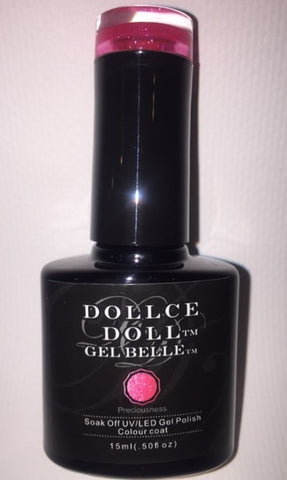 DOLLCE
DOLL™
GEL BELLE™
Preciousness
Soak Off UV/LED Gel Polish
Colour coat
15ml(.50fl oz)